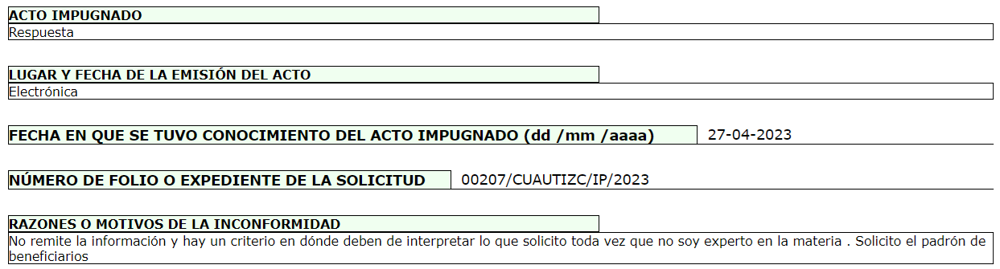 ACTO IMPUGNADO
Respuesta
LUGAR Y FECHA DE LA EMISIÓN DEL ACTO
Electrónica
FECHA EN QUE SE TUVO CONOCIMIENTO DEL ACTO IMPUGNADO (dd /mm /aaaa) 27-04-2023
NÚMERO DE FOLIO O EXPEDIENTE DE LA SOLICITUD 00207/CUAUTIZC/IP/2023
RAZONES O MOTIVOS DE LA INCONFORMIDAD
No remite la información y hay un criterio en dónde deben de interpretar lo que solicito toda vez que no soy experto en la materia . Solicito el padrón de
beneficiarios